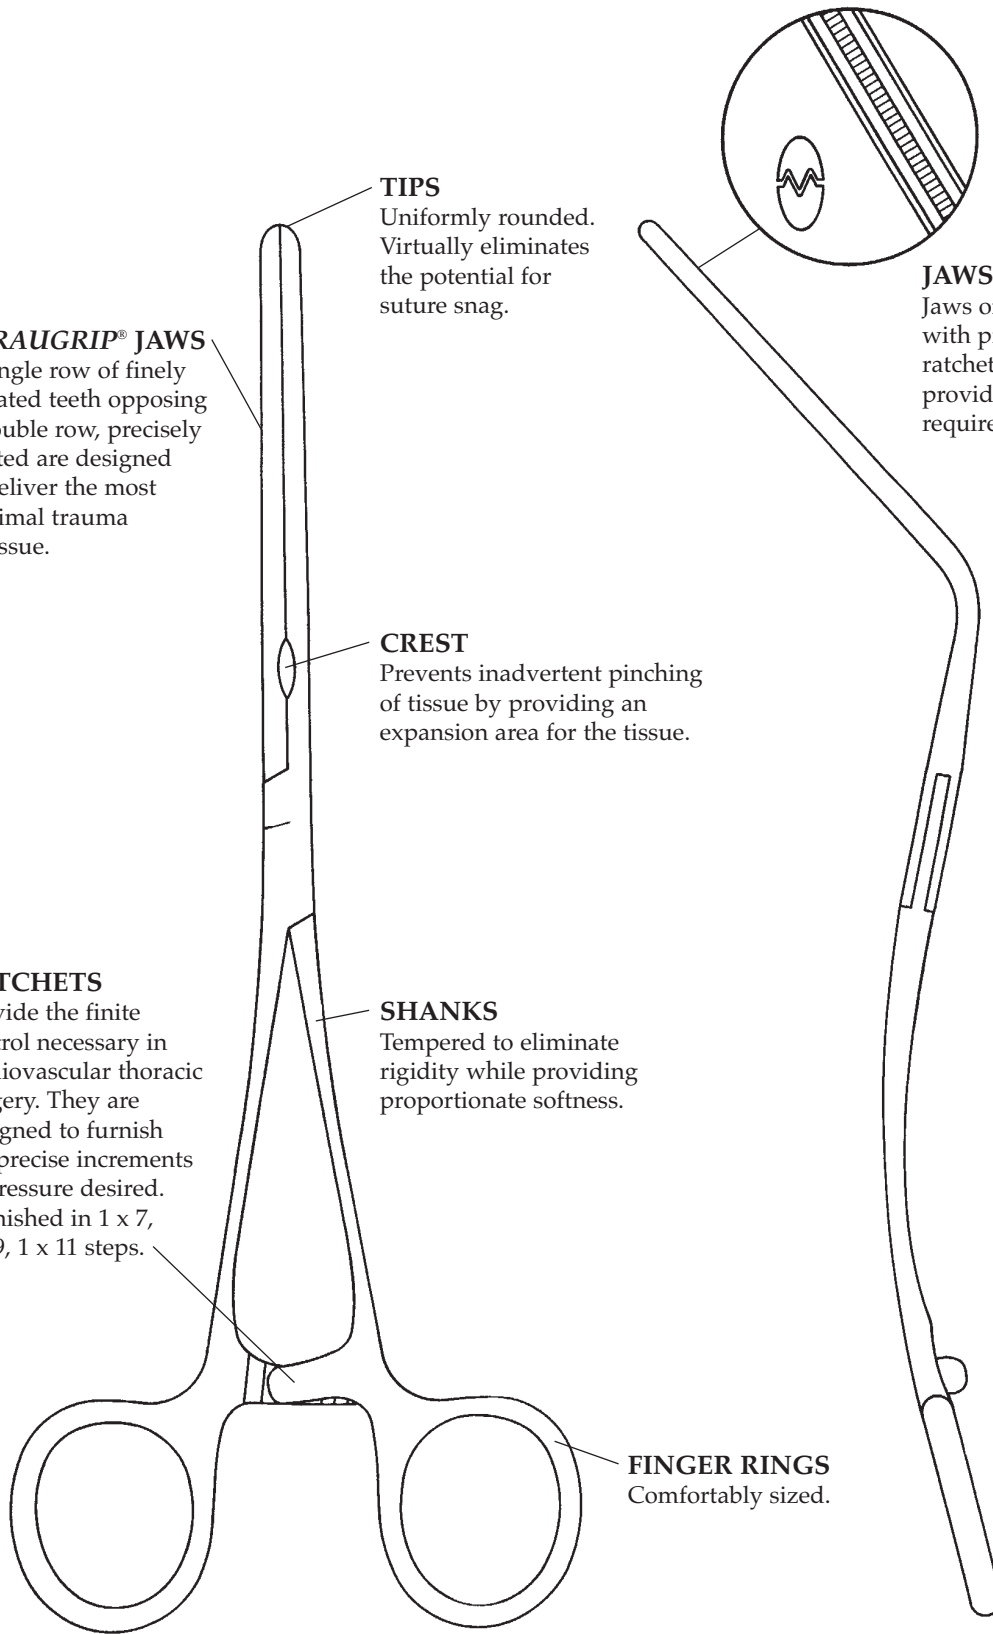 TIPS
Uniformly rounded.
Virtually eliminates
the potential for
suture snag.
JAWS
Jaws o
with p
ratchet
provid
require
RAUGRIP® JAWS
ngle row of finely
ated teeth opposing
ouble row, precisely
ted are designed
eliver the most
imal trauma
ssue.
CREST
Prevents inadvertent pinching
of tissue by providing an
expansion area for the tissue.
TCHETS
vide the finite
trol necessary in
iovascular thoracic
gery. They are
igned to furnish
precise increments
ressure desired.
nished in 1 x 7,
9, 1 x 11 steps.
SHANKS
Tempered to eliminate
rigidity while providing
proportionate softness.
FINGER RINGS
Comfortably sized.